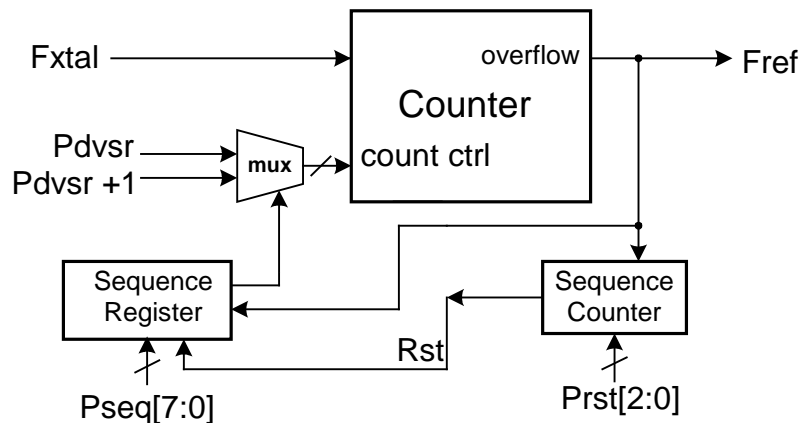 Fxtal
overflow
Fref
Counter
Pdvsr
mux
count ctrl
Pdvsr +1
Sequence
Register
Sequence
Counter
Rst
Pseq[7:0]
Prst[2:0]